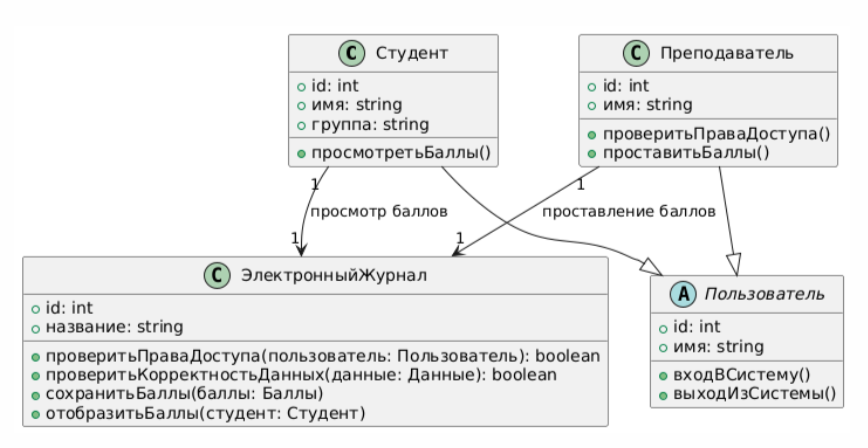 C Студент
+ id: int
+ имя: string
+ группа: string
+ просмотретьБаллы()
C Преподаватель
+ id: int
+ имя: string
+ проверитьПраваДоступа()
+ проставитьБаллы()
1
просмотр баллов
1
1
проставление баллов
1
C ЭлектронныйЖурнал
id: int
название: string
проверитьПраваДоступа(пользователь: Пользователь): boolean
проверитьКорректностьДанных(данные: Данные): boolean
сохранитьБаллы(баллы: Баллы)
отобразитьБаллы(студент: Студент)
A Пользователь
id: int
имя: string
входВСистему()
выходИзСистемы()